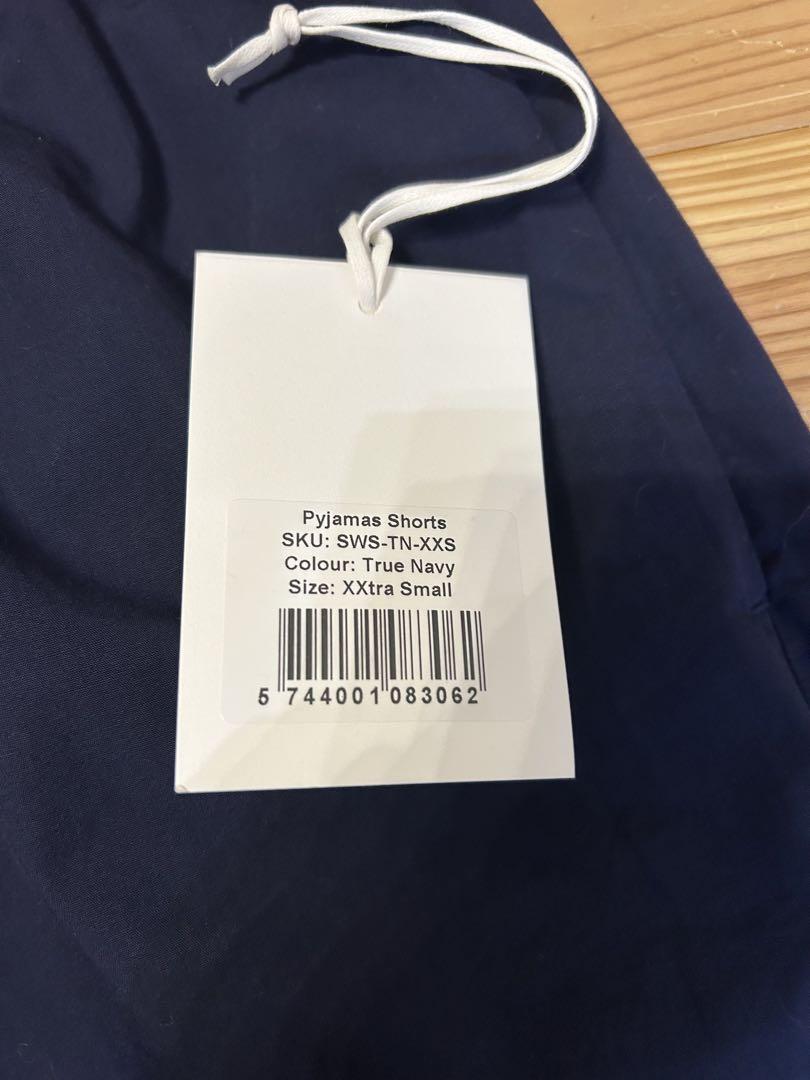 Pyjamas Shorts
SKU: SWS-TN-XXS
Colour: True Navy
Size: XXtra Small
5 744001 083062